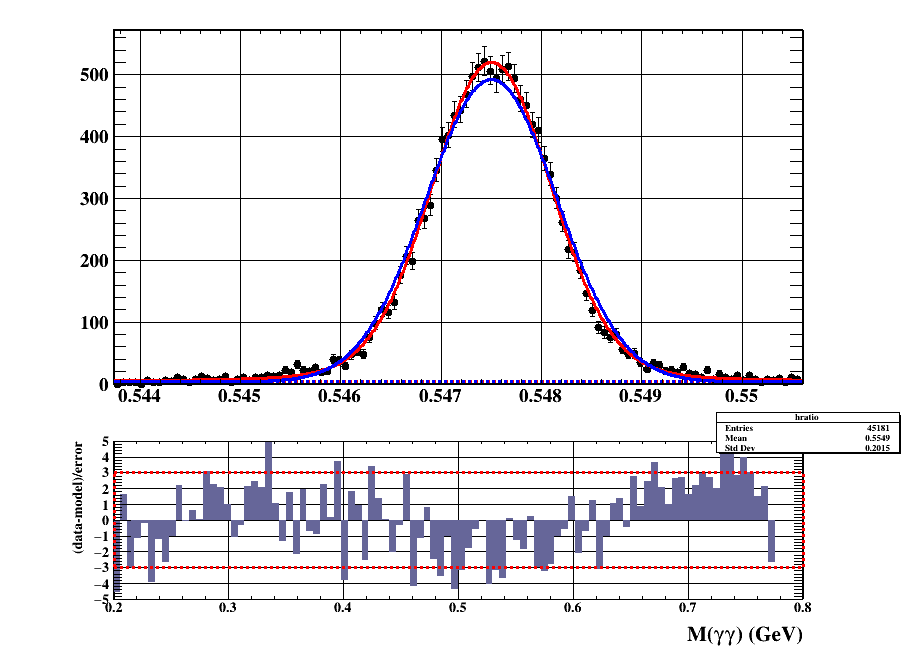 500
400
300
200
100
0
0.544 0.545 0.546 0.547 0.548 0.549 0.55
hratio
Entries 45181
Mean 0.5549
Std Dev 0.2015
(data-model)/error
5
4
3
2
1
0
−1
−2
−3
−4
−5
0.2 0.3 0.4 0.5 0.6 0.7 0.8
M(γγ) (GeV)